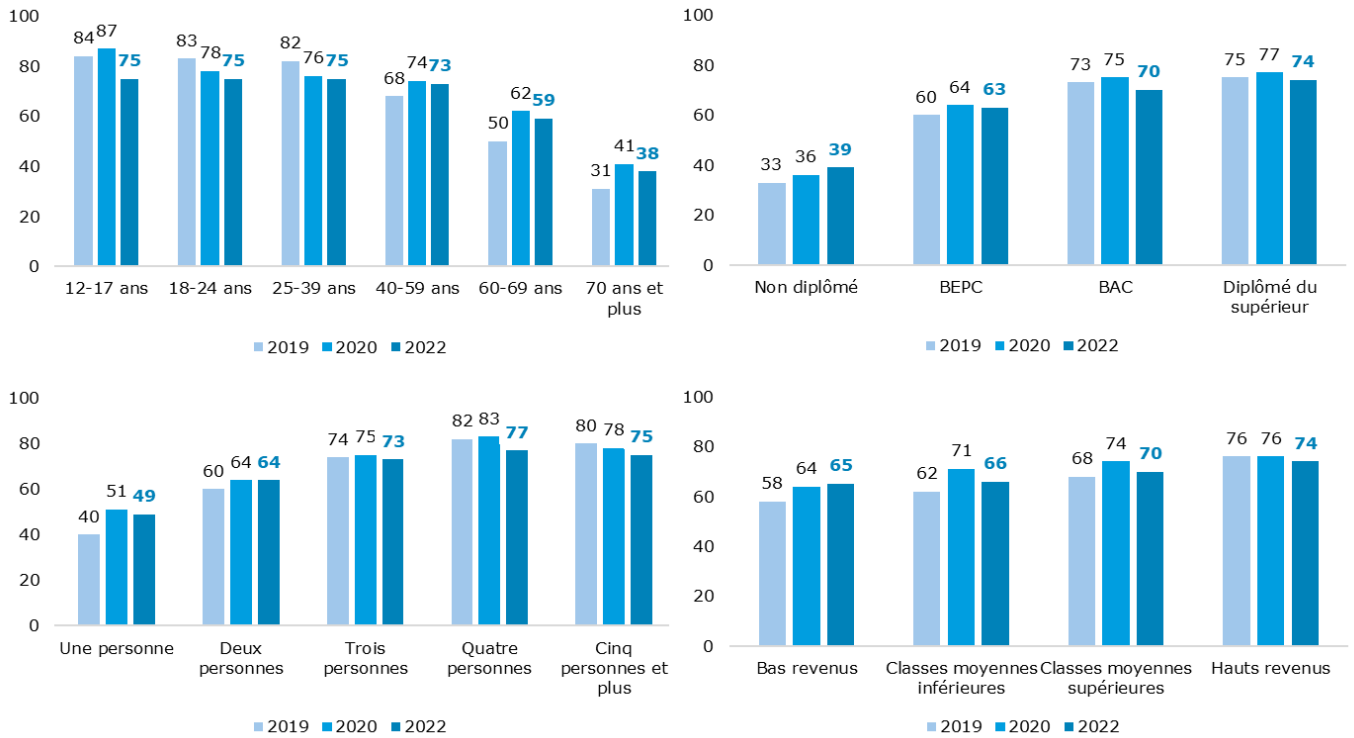 100
80
60
40
20
0
84 87 75
83 78 75
82 76 75
68 74 73
50 62 59
31 41 38
12-17 ans 18-24 ans 25-39 ans 40-59 ans 60-69 ans 70 ans et
plus
2019 2020 2022
100
80
60
40
20
0
33 36 39
60 64 63
73 75 70
75 77 74
Non diplômé BEPC BAC Diplômé du
supérieur
2019 2020 2022
100
80
60
40
20
0
40 51 49
60 64 64
74 75 73
82 83 77
80 78 75
Une personne Deux Trois Quatre Cinq
personnes personnes personnes personnes et
plus
2019 2020 2022
100
80
60
40
20
0
58 64 65
62 71 66
68 74 70
76 76 74
Bas revenus Classes moyennes Classes moyennes Hauts revenus
inférieures supérieures
2019 2020 2022